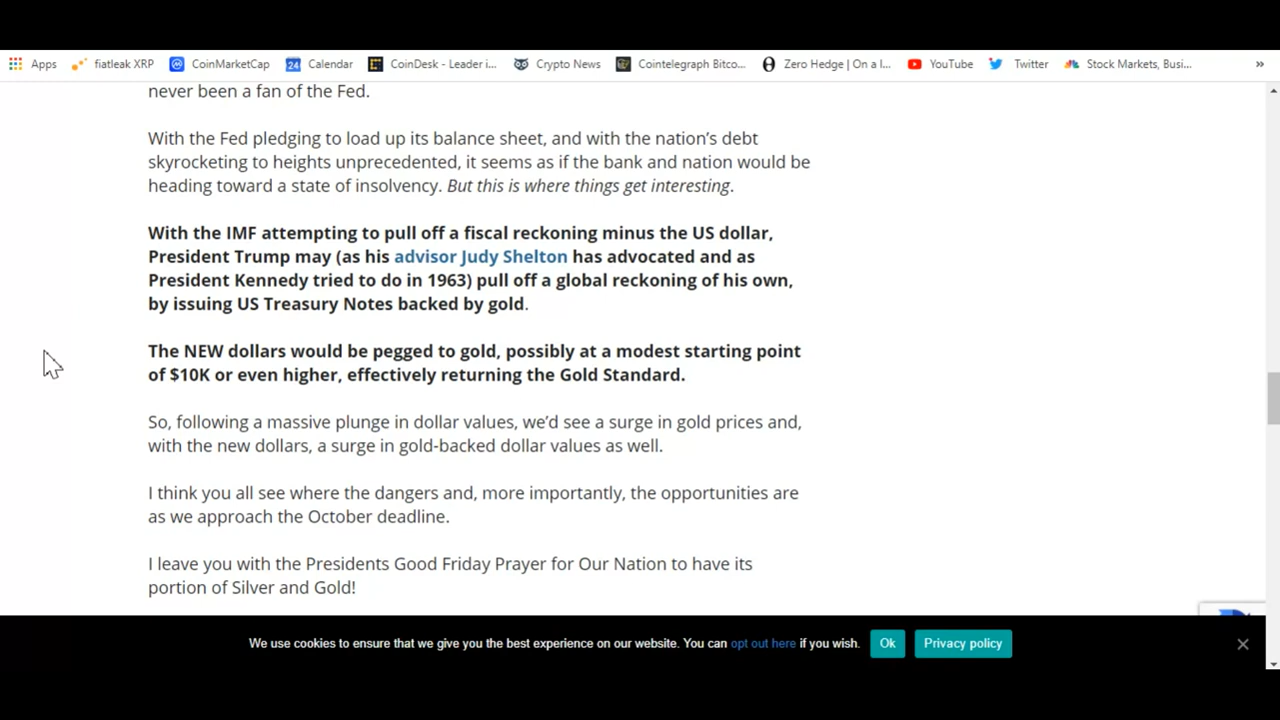 Apps fiatleak XRP CoinMarketCap 24 Calendar CoinDesk - Leader i... Crypto News Cointelegraph Bitco... Zero Hedge | On a l... YouTube Twitter Stock Markets, Busi... »
never been a fan of the Fed.
With the Fed pledging to load up its balance sheet, and with the nation’s debt
skyrocketing to heights unprecedented, it seems as if the bank and nation would be
heading toward a state of insolvency. But this is where things get interesting.
With the IMF attempting to pull off a fiscal reckoning minus the US dollar,
President Trump may (as his advisor Judy Shelton has advocated and as
President Kennedy tried to do in 1963) pull off a global reckoning of his own,
by issuing US Treasury Notes backed by gold.
The NEW dollars would be pegged to gold, possibly at a modest starting point
of $10K or even higher, effectively returning the Gold Standard.
So, following a massive plunge in dollar values, we’d see a surge in gold prices and,
with the new dollars, a surge in gold-backed dollar values as well.
I think you all see where the dangers and, more importantly, the opportunities are
as we approach the October deadline.
I leave you with the Presidents Good Friday Prayer for Our Nation to have its
portion of Silver and Gold!
We use cookies to ensure that we give you the best experience on our website. You can opt out here if you wish. Ok Privacy policy